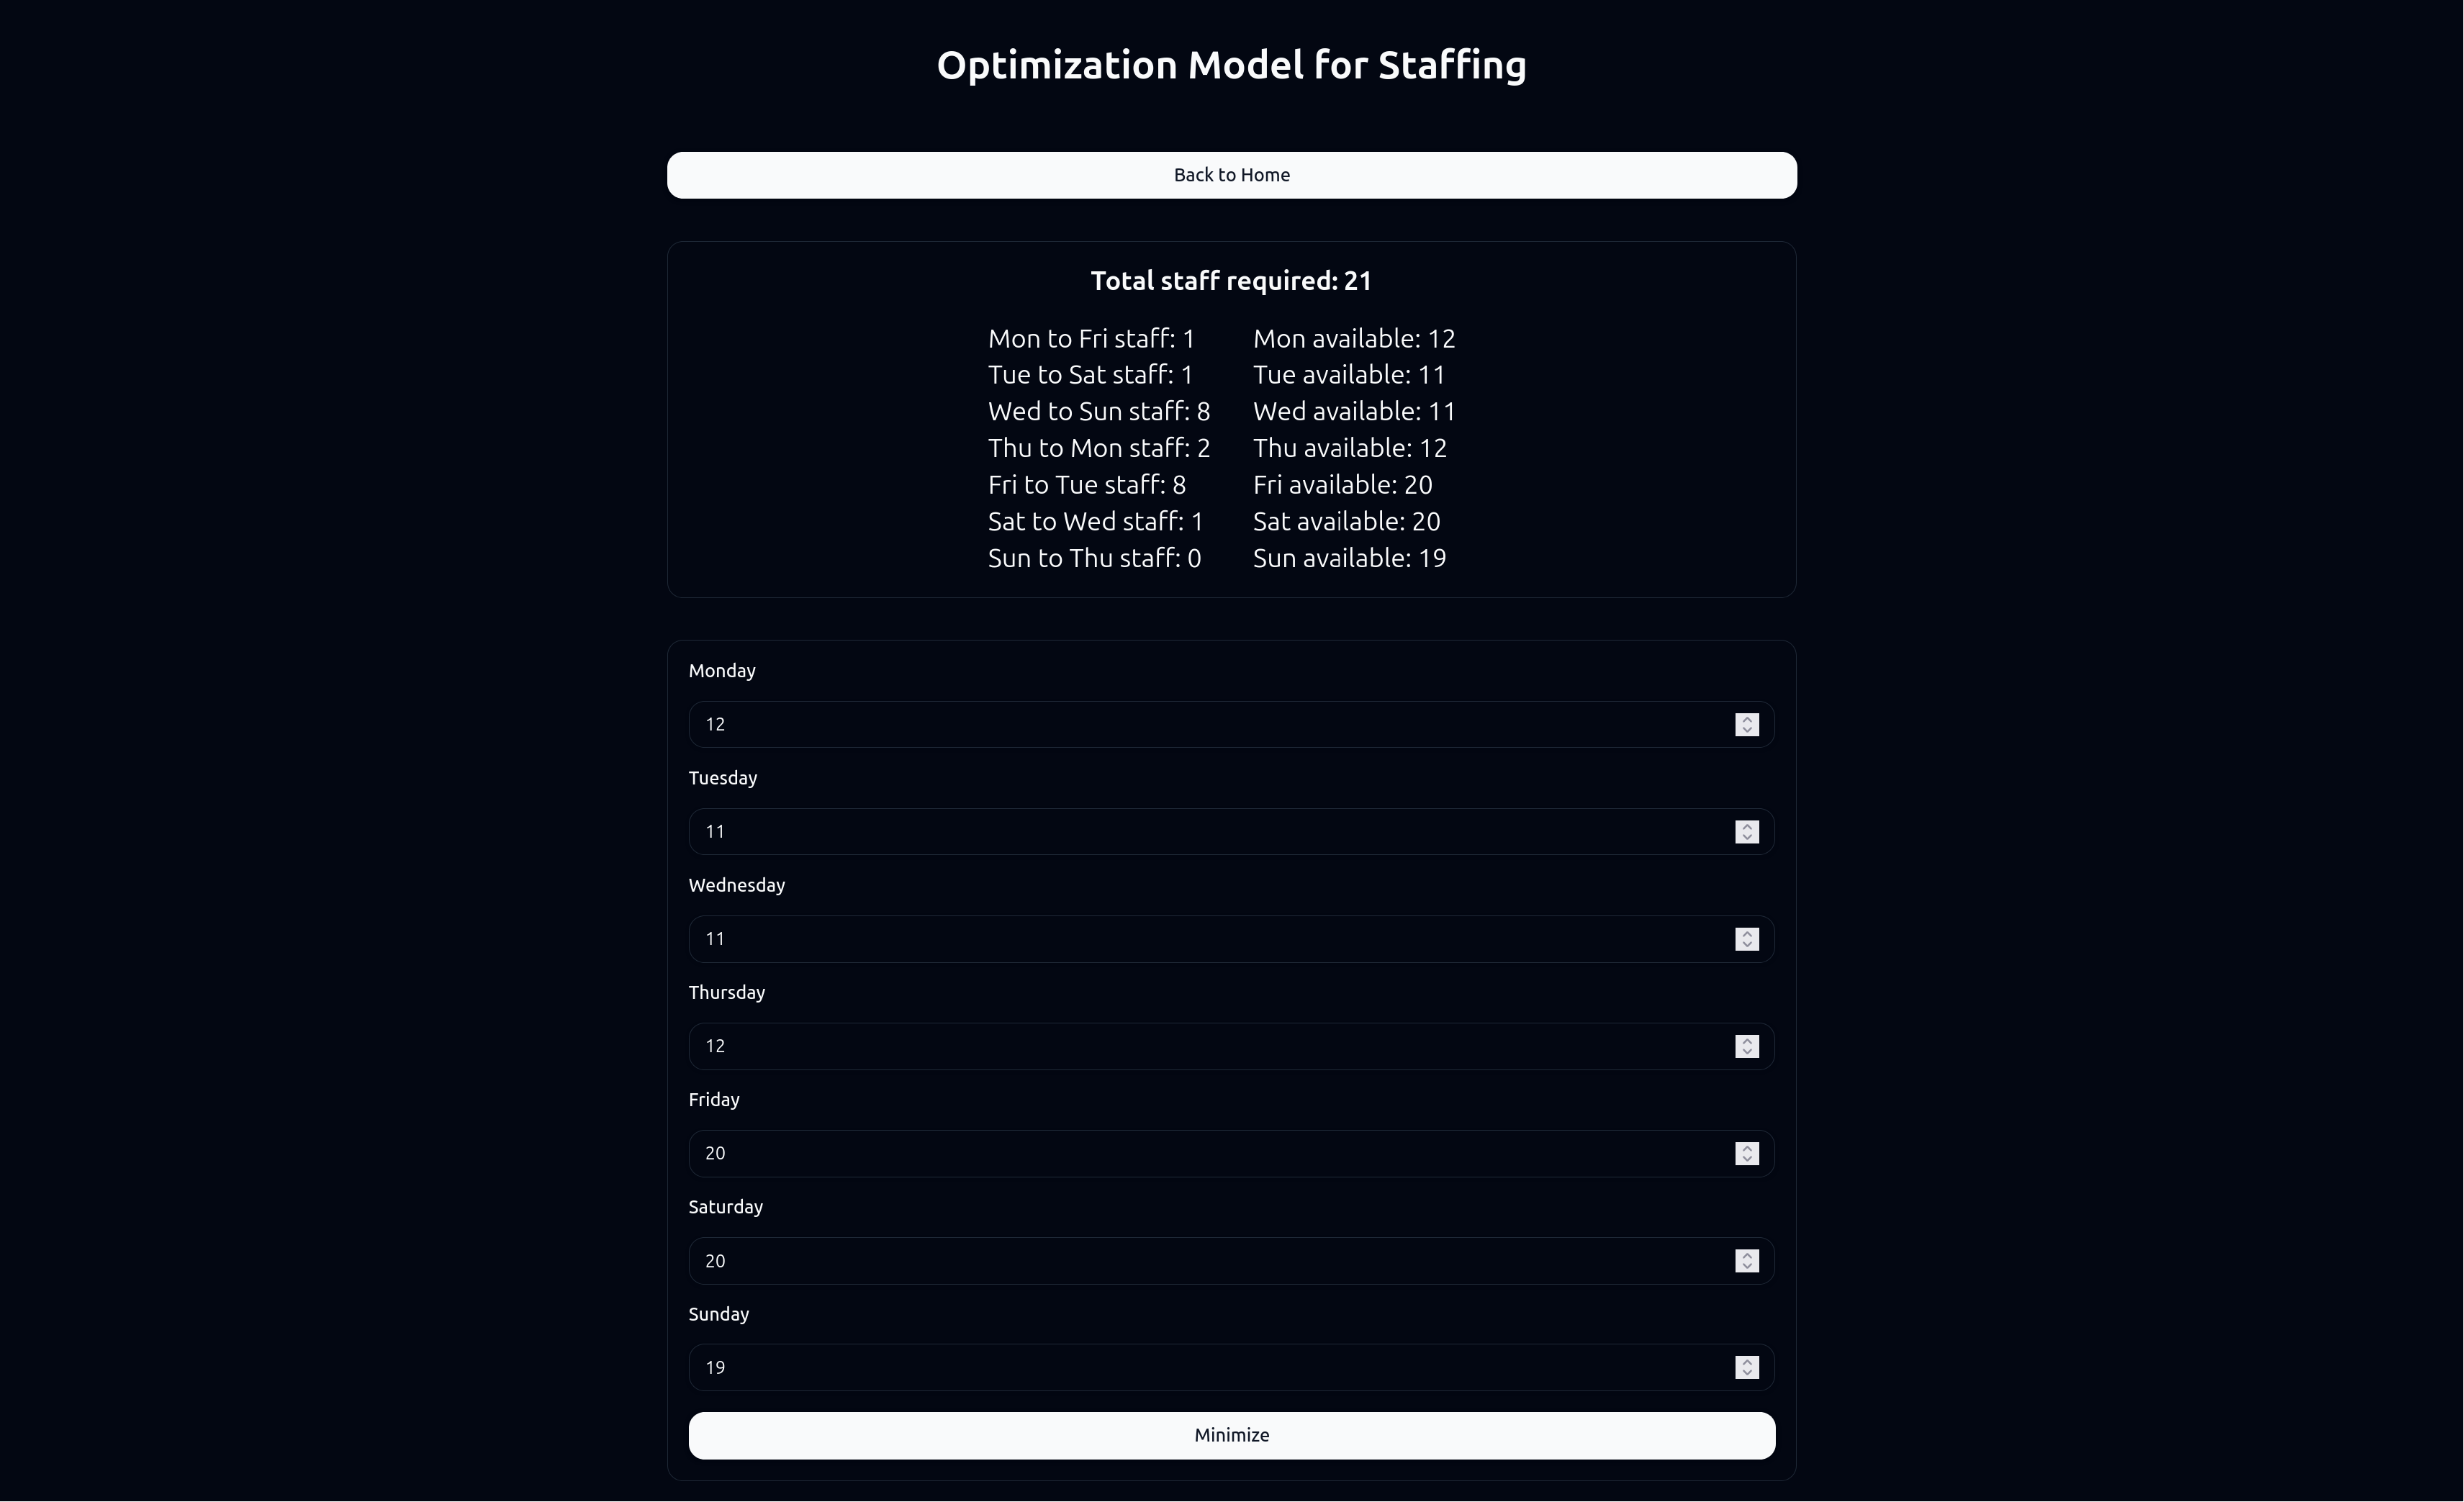 Optimization Model for Staffing
Back to Home
Total staff required: 21
Mon to Fri staff: 1
Tue to Sat staff: 1
Wed to Sun staff: 8
Thu to Mon staff: 2
Fri to Tue staff: 8
Sat to Wed staff: 1
Sun to Thu staff: 0
Mon available: 12
Tue available: 11
Wed available: 11
Thu available: 12
Fri available: 20
Sat available: 20
Sun available: 19
Monday
12
Tuesday
11
Wednesday
11
Thursday
12
Friday
20
Saturday
20
Sunday
19
Minimize